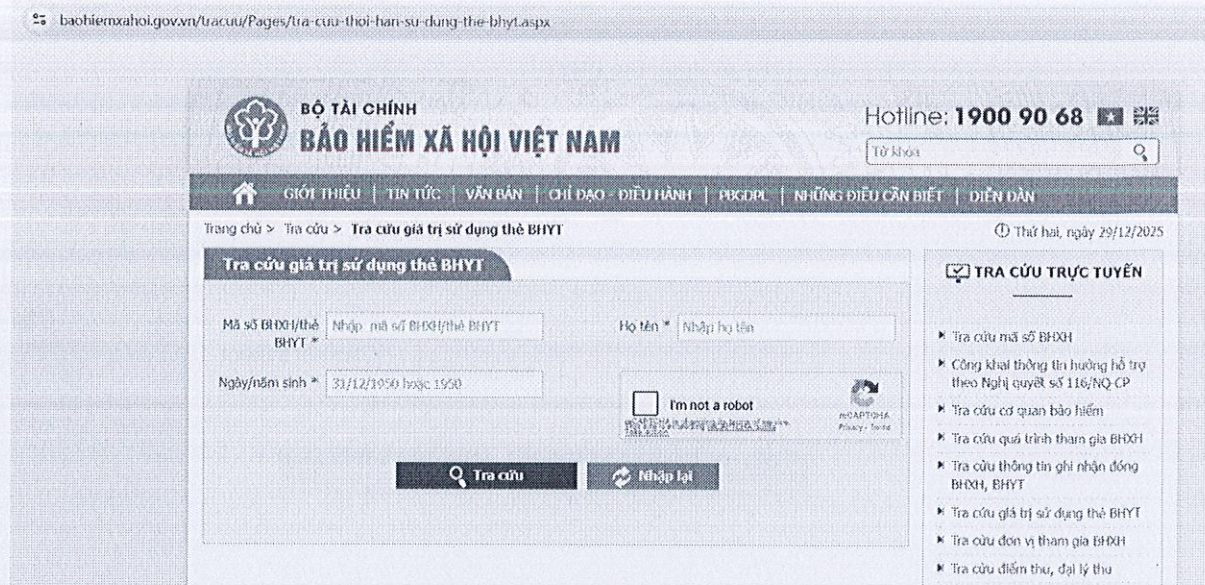 baohiemxahoi.gov.vn/tracuu/Pages/tra-cuu-thoi-han-su-dung-the-bhyt.aspx
BỘ TÀI CHÍNH
BẢO HIỂM XÃ HỘI VIỆT NAM
Hotline: 1900 90 68
Từ khóa
GIỚI THIỆU | TIN TỨC | VĂN BẢN | CHỈ ĐẠO - ĐIỀU HÀNH | PBGDPL | NHỮNG ĐIỀU CẦN BIẾT | DIỄN ĐÀN
Trang chủ > Tra cứu > Tra cứu giá trị sử dụng thẻ BHYT
Thứ hai, ngày 29/12/2025
Tra cứu giá trị sử dụng thẻ BHYT
Mã số BHXH/thẻ BHYT *
Nhập mã số BHXH/thẻ BHYT
Họ tên *
Nhập họ tên
Ngày/năm sinh *
31/12/1950 hoặc 1950
I'm not a robot
reCAPTCHA
Privacy - Terms
Tra cứu
Nhập lại
TRA CỨU TRỰC TUYẾN
Tra cứu mã số BHXH
Công khai thông tin hưởng hỗ trợ
theo Nghị quyết số 116/NQ-CP
Tra cứu cơ quan bảo hiểm
Tra cứu quá trình tham gia BHXH
Tra cứu thông tin ghi nhận đóng
BHXH, BHYT
Tra cứu giá trị sử dụng thẻ BHYT
Tra cứu đơn vị tham gia BHXH
Tra cứu điểm thu, đại lý thu